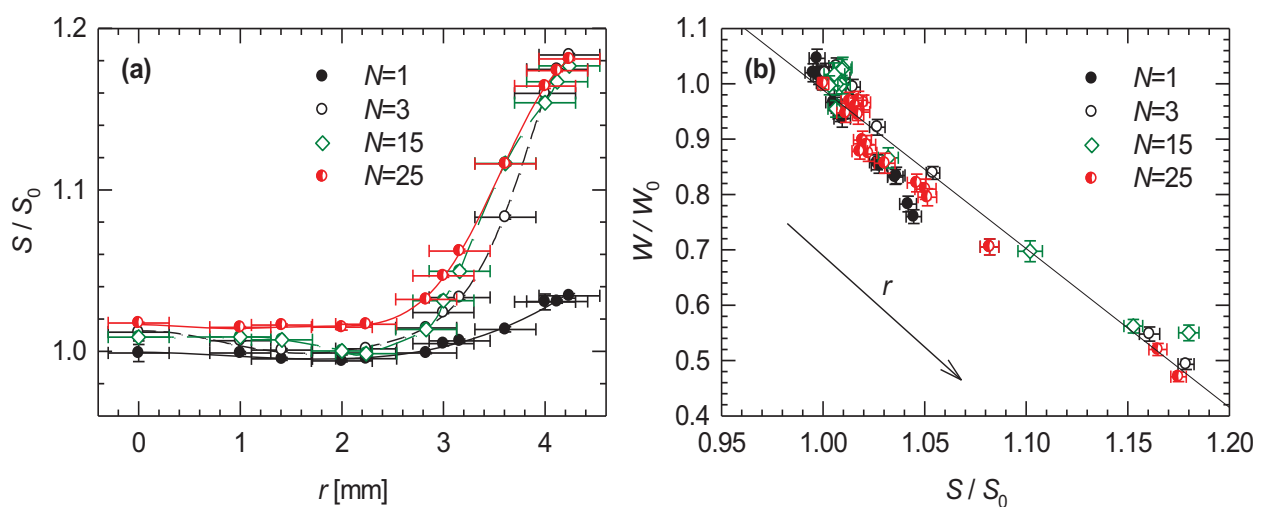 (a)
N=1
N=3
N=15
N=25
1.2
1.1
1.0
S / S0
0 1 2 3 4
r [mm]
(b)
N=1
N=3
N=15
N=25
r
1.1
1.0
0.9
0.8
0.7
0.6
0.5
0.4
W / W0
0.95 1.00 1.05 1.10 1.15 1.20
S / S0